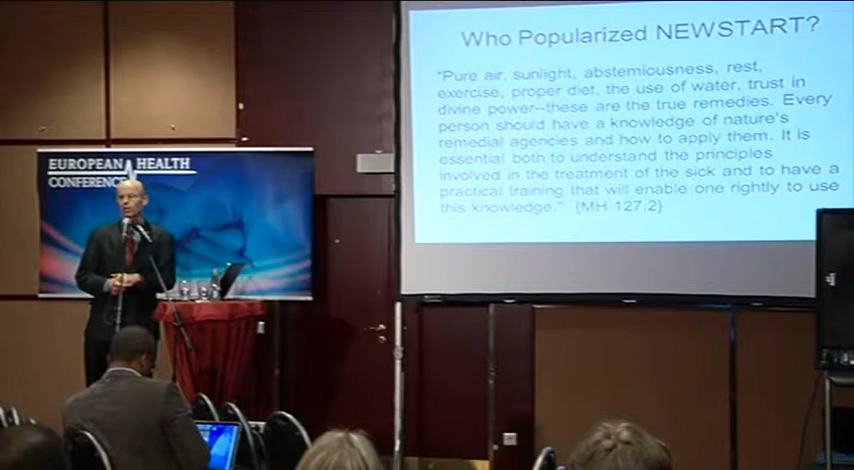 Who Popularized NEWSTART?
"Pure air, sunlight, abstemiousness, rest,
exercise, proper diet, the use of water, trust in
divine power--these are the true remedies. Every
person should have a knowledge of nature's
remedial agencies and how to apply them. It is
essential both to understand the principles
involved in the treatment of the sick and to have a
practical training that will enable one rightly to use
this knowledge." {MH 127.2}
EUROPEAN HEALTH
CONFERENCE